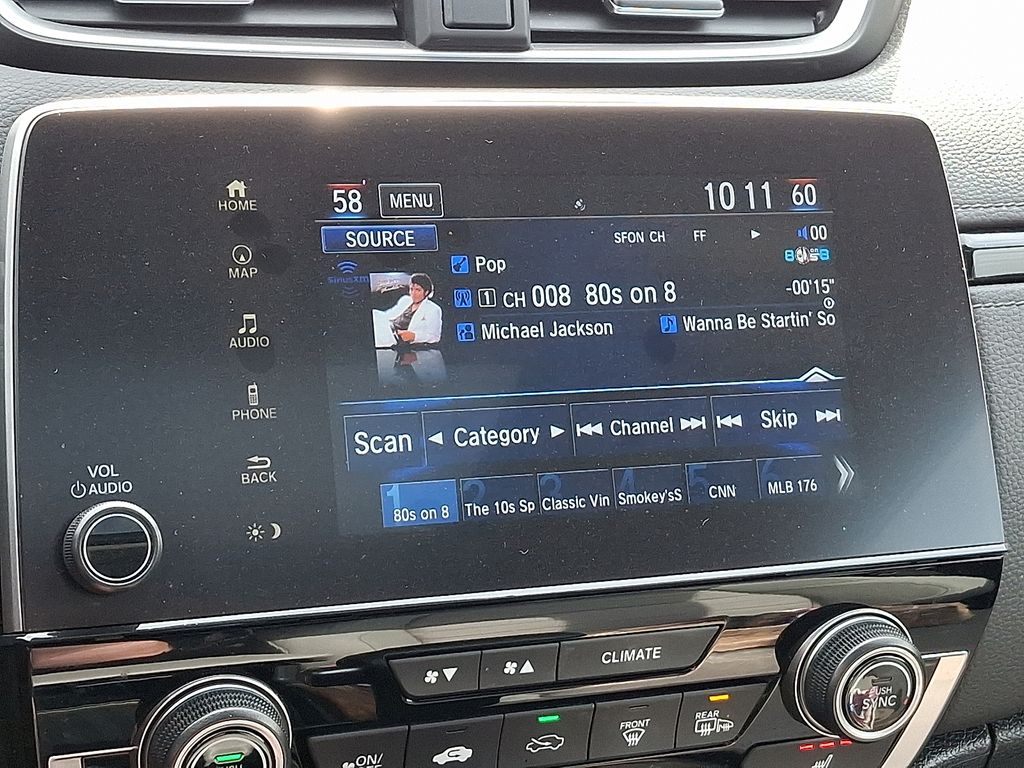 HOME
MAP
AUDIO
PHONE
BACK
VOL
AUDIO
58 MENU 10 11 60
SOURCE SFON CH FF 00
siriusxm Pop
1 CH 008 80s on 8 -00'15"
Michael Jackson Wanna Be Startin' So
Scan Category Channel Skip
1 80s on 8
2 The 10s Sp
3 Classic Vin
4 Smokey'sS
5 CNN
6 MLB 176
CLIMATE
PUSH
SYNC
FRONT
REAR
ON/